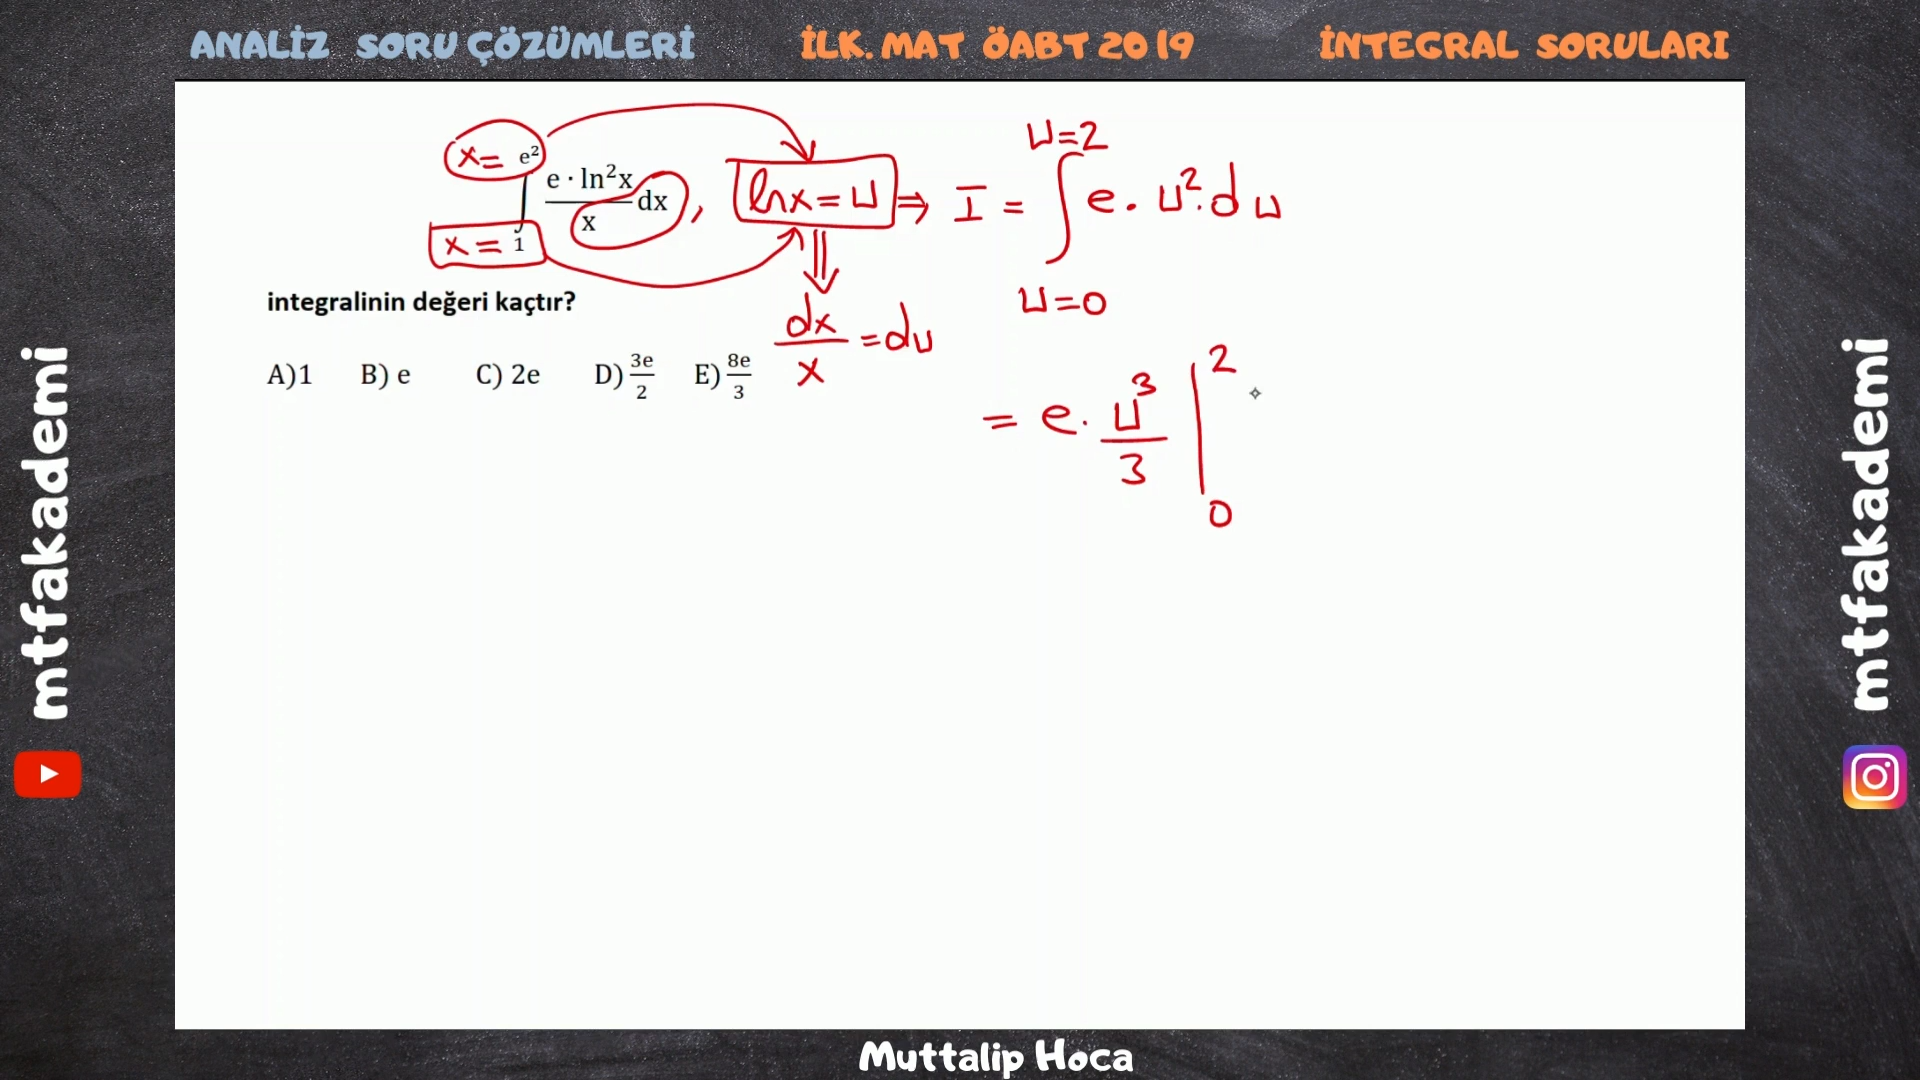 ANALİZ SORU ÇÖZÜMLERİ İLK. MAT ÖABT 2019 İNTEGRAL SORULARI
x= e² ∫ x= 1 e · ln²x / x dx , lnx = u ⇒ I = ∫ e. u². du
u=2
u=0
dx/x = du
integralinin değeri kaçtır?
A)1 B) e C) 2e D) 3e/2 E) 8e/3
= e. u³/3 | 2 0
mtfakademi
mtfakademi
Muttalip Hoca